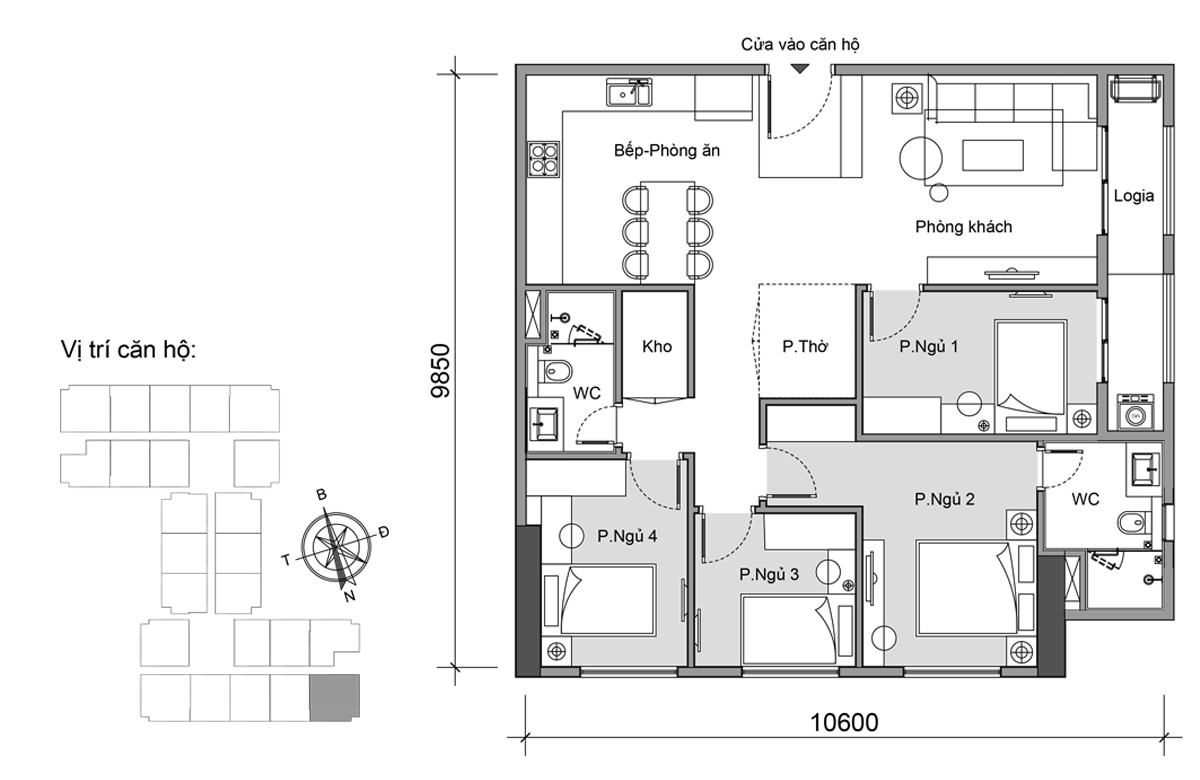 Cửa vào căn hộ
Bếp-Phòng ăn
Logia
Phòng khách
9850
Vị trí căn hộ:
Kho
P.Thờ
P.Ngủ 1
WC
B
Đ
T
N
P.Ngủ 2
WC
P.Ngủ 4
P.Ngủ 3
10600